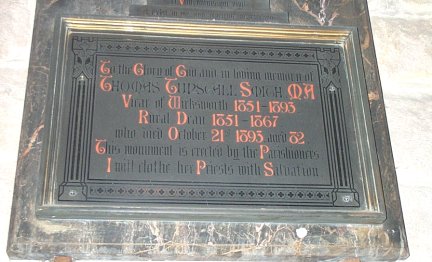 To the Glory of God and in loving memory of
THOMAS TUNSTALL SMITH MA
Vicar of Wirksworth 1851-1893
Rural Dean 1851-1867
who died October 21st 1893 aged 82
This monument is erected by the Parishioners
I will clothe her Priests with Salvation